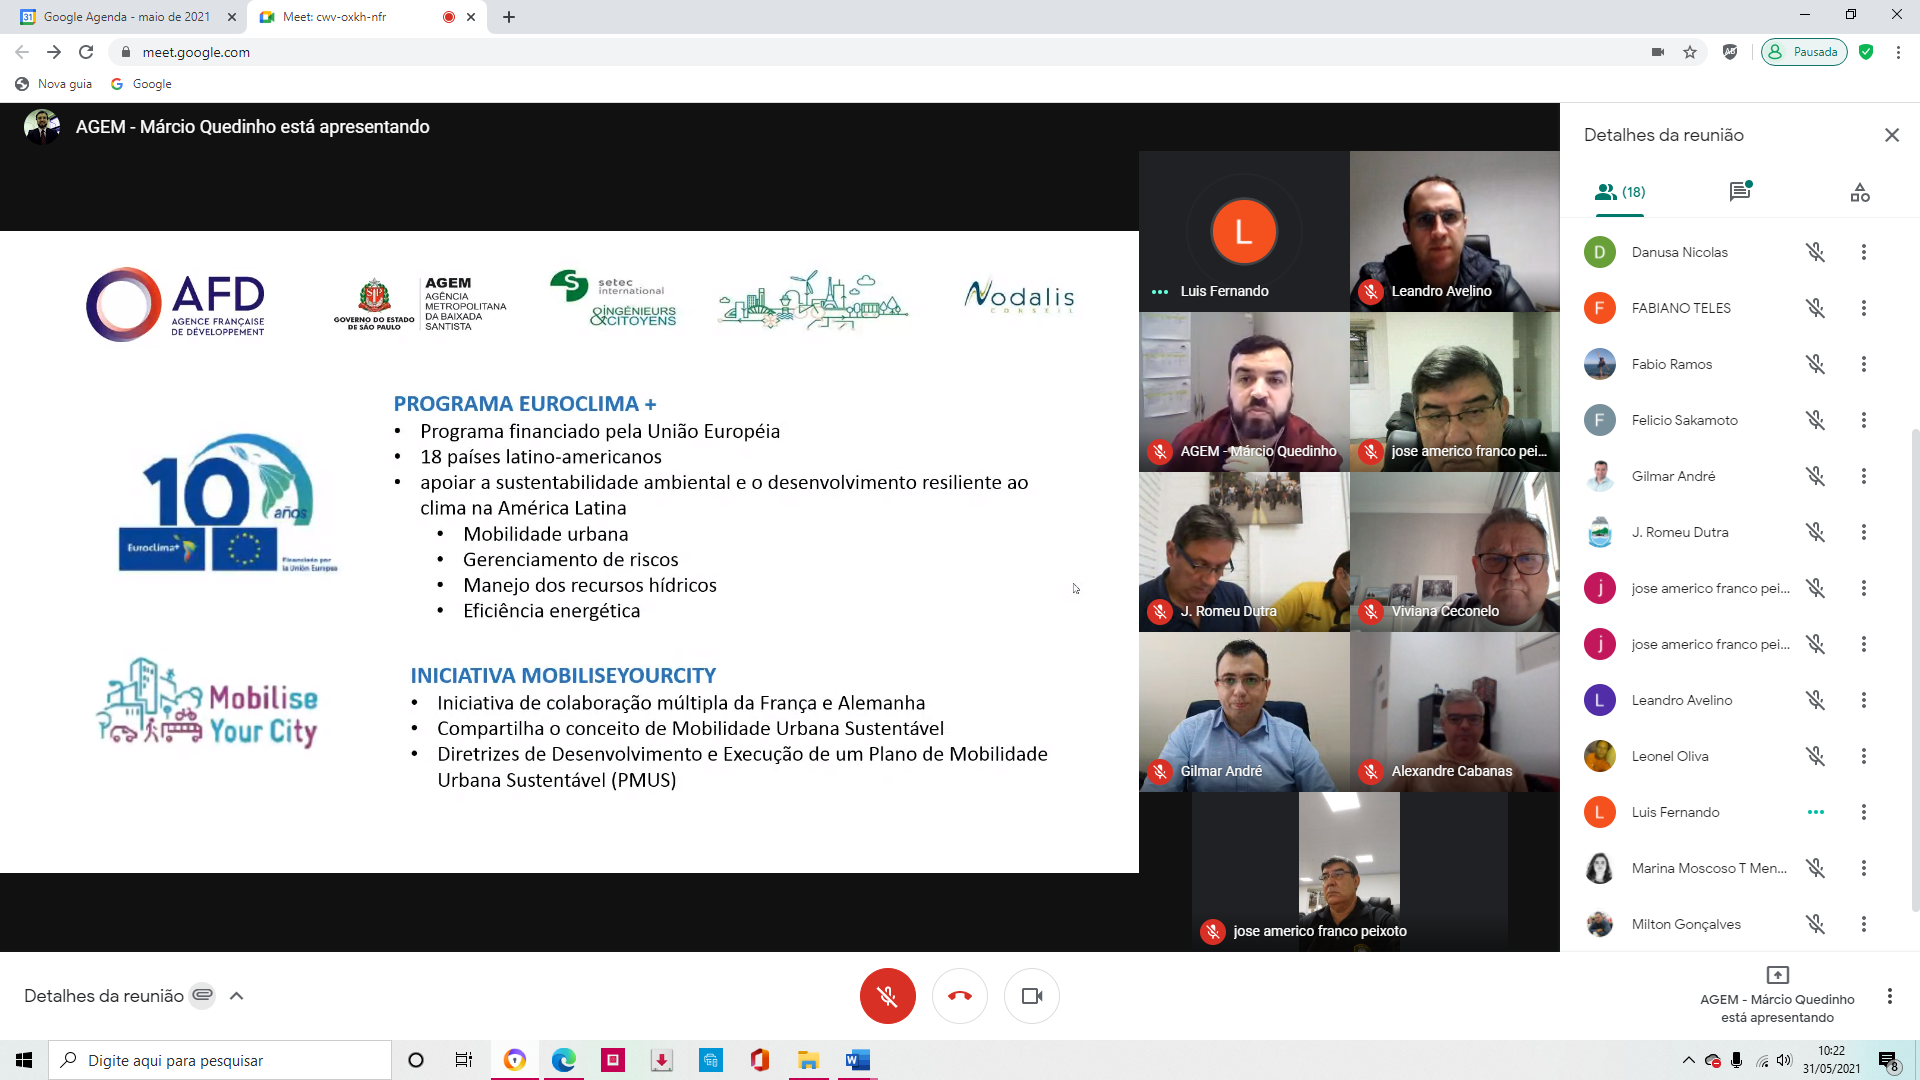 Google Agenda - maio de 2021
Meet: cwv-oxkh-nfr
meet.google.com
Pausada
Nova guia
Google
AGEM - Márcio Quedinho está apresentando
AFD
AGENCE FRANÇAISE
DE DÉVELOPPEMENT
GOVERNO DO ESTADO
DE SÃO PAULO
AGEM
AGÊNCIA
METROPOLITANA
DA BAIXADA
SANTISTA
setec
international
INGÉNIEURS
&CITOYENS
Nodalis
CONSEIL
PROGRAMA EUROCLIMA +
• Programa financiado pela União Européia
• 18 países latino-americanos
• apoiar a sustentabilidade ambiental e o desenvolvimento resiliente ao
clima na América Latina
• Mobilidade urbana
• Gerenciamento de riscos
• Manejo dos recursos hídricos
• Eficiência energética
10
años
Euroclima+
Financiado por
la Unión Europea
Mobilise
Your City
INICIATIVA MOBILISEYOURCITY
• Iniciativa de colaboração múltipla da França e Alemanha
• Compartilha o conceito de Mobilidade Urbana Sustentável
• Diretrizes de Desenvolvimento e Execução de um Plano de Mobilidade
Urbana Sustentável (PMUS)
L
Luis Fernando
Leandro Avelino
AGEM - Márcio Quedinho
jose americo franco pei...
J. Romeu Dutra
Viviana Ceconelo
Gilmar André
Alexandre Cabanas
jose americo franco peixoto
Detalhes da reunião
(18)
D
Danusa Nicolas
F
FABIANO TELES
Fabio Ramos
F
Felicio Sakamoto
Gilmar André
J. Romeu Dutra
j
jose americo franco pei...
j
jose americo franco pei...
L
Leandro Avelino
Leonel Oliva
L
Luis Fernando
Marina Moscoso T Men...
Milton Gonçalves
Detalhes da reunião
AGEM - Márcio Quedinho
está apresentando
Digite aqui para pesquisar
10:22
31/05/2021
8